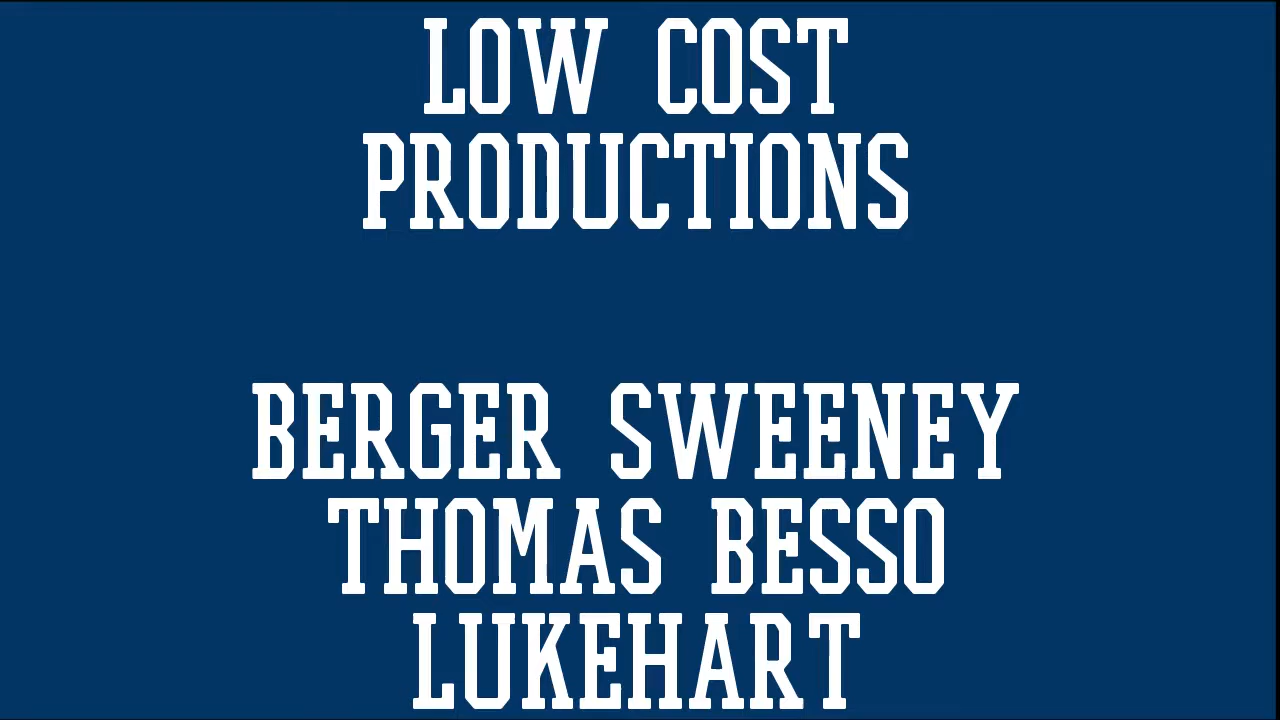 LOW COST
PRODUCTIONS
BERGER SWEENEY
THOMAS BESSO
LUKEHART